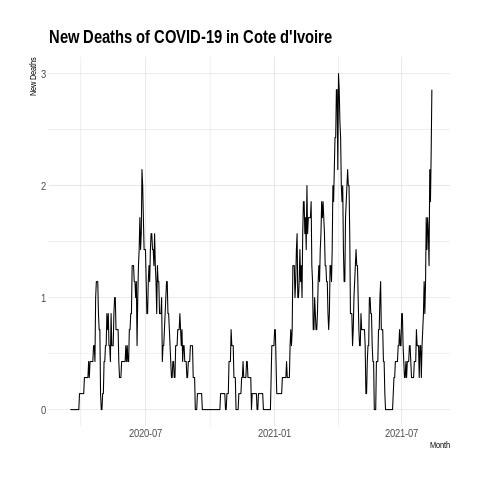 New Deaths of COVID-19 in Cote d'Ivoire
New Deaths
3
2
1
0
2020-07 2021-01 2021-07
Month